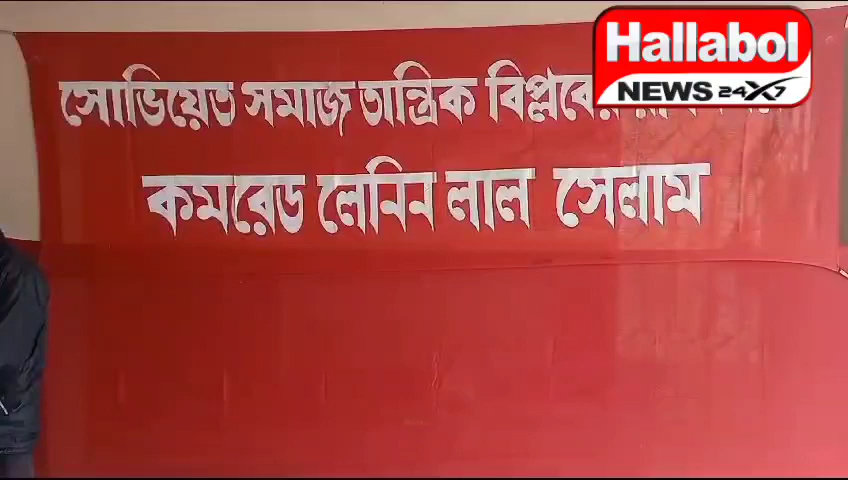 Hallabol
NEWS 24X7
সোভিয়েত সমাজ তান্ত্রিক বিপ্লবের
কমরেড লেনিন লাল সেলাম